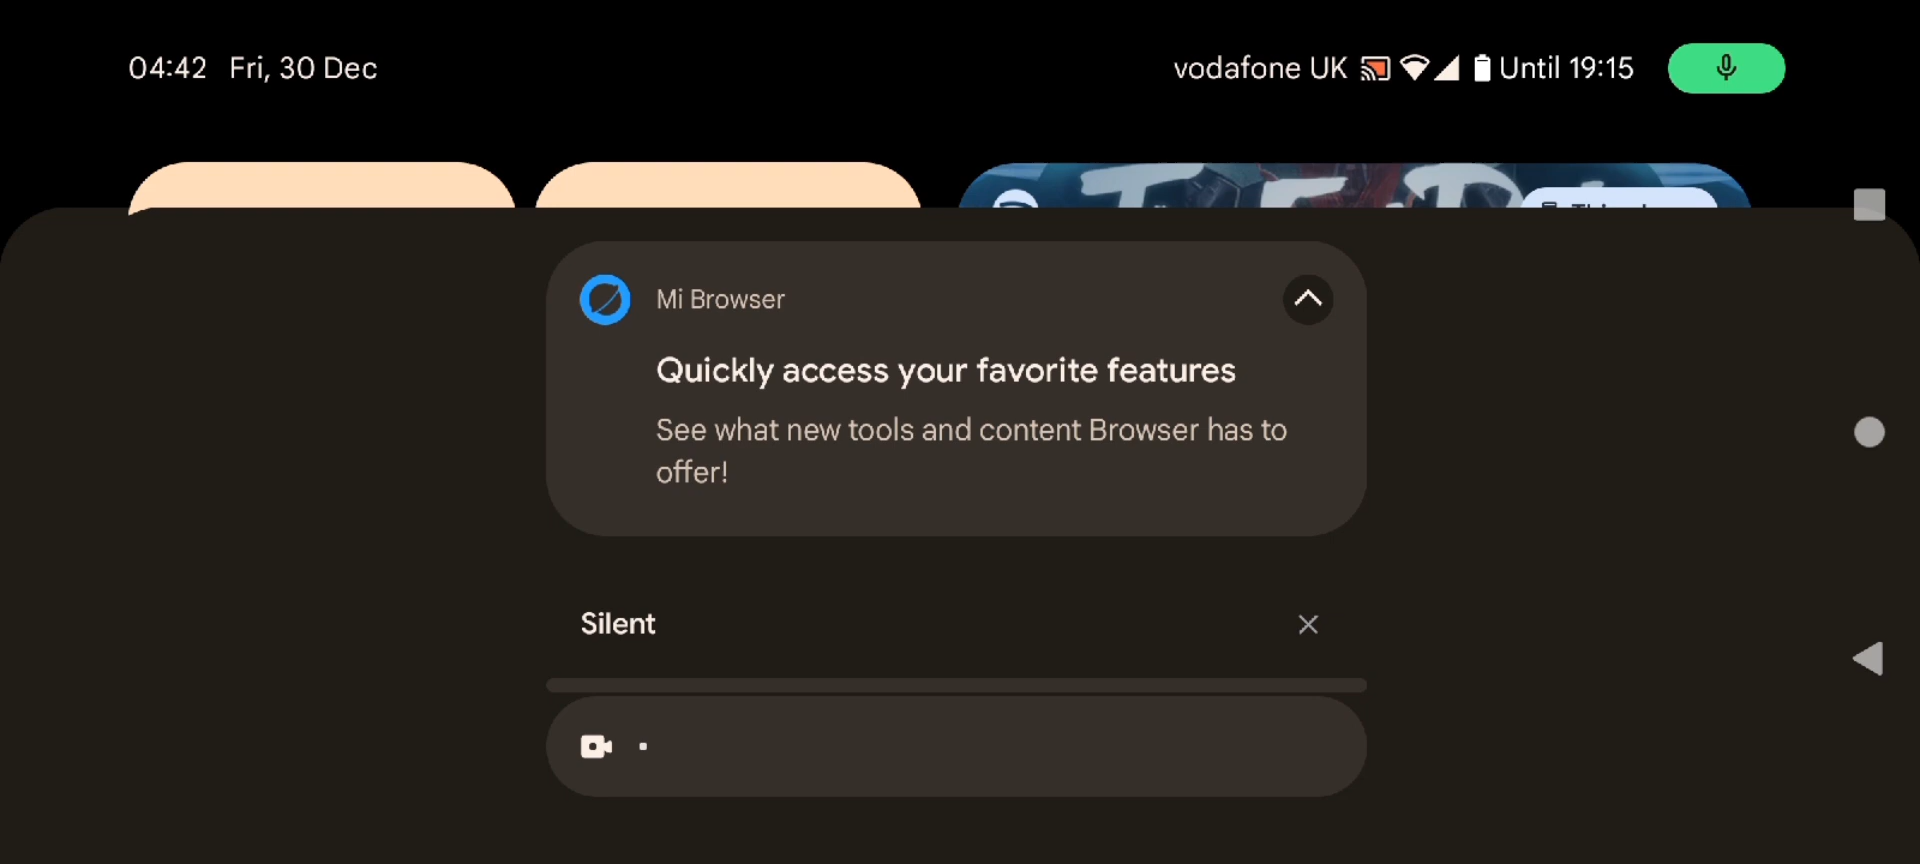 04:42 Fri, 30 Dec
vodafone UK Until 19:15
Mi Browser
Quickly access your favorite features
See what new tools and content Browser has to
offer!
Silent